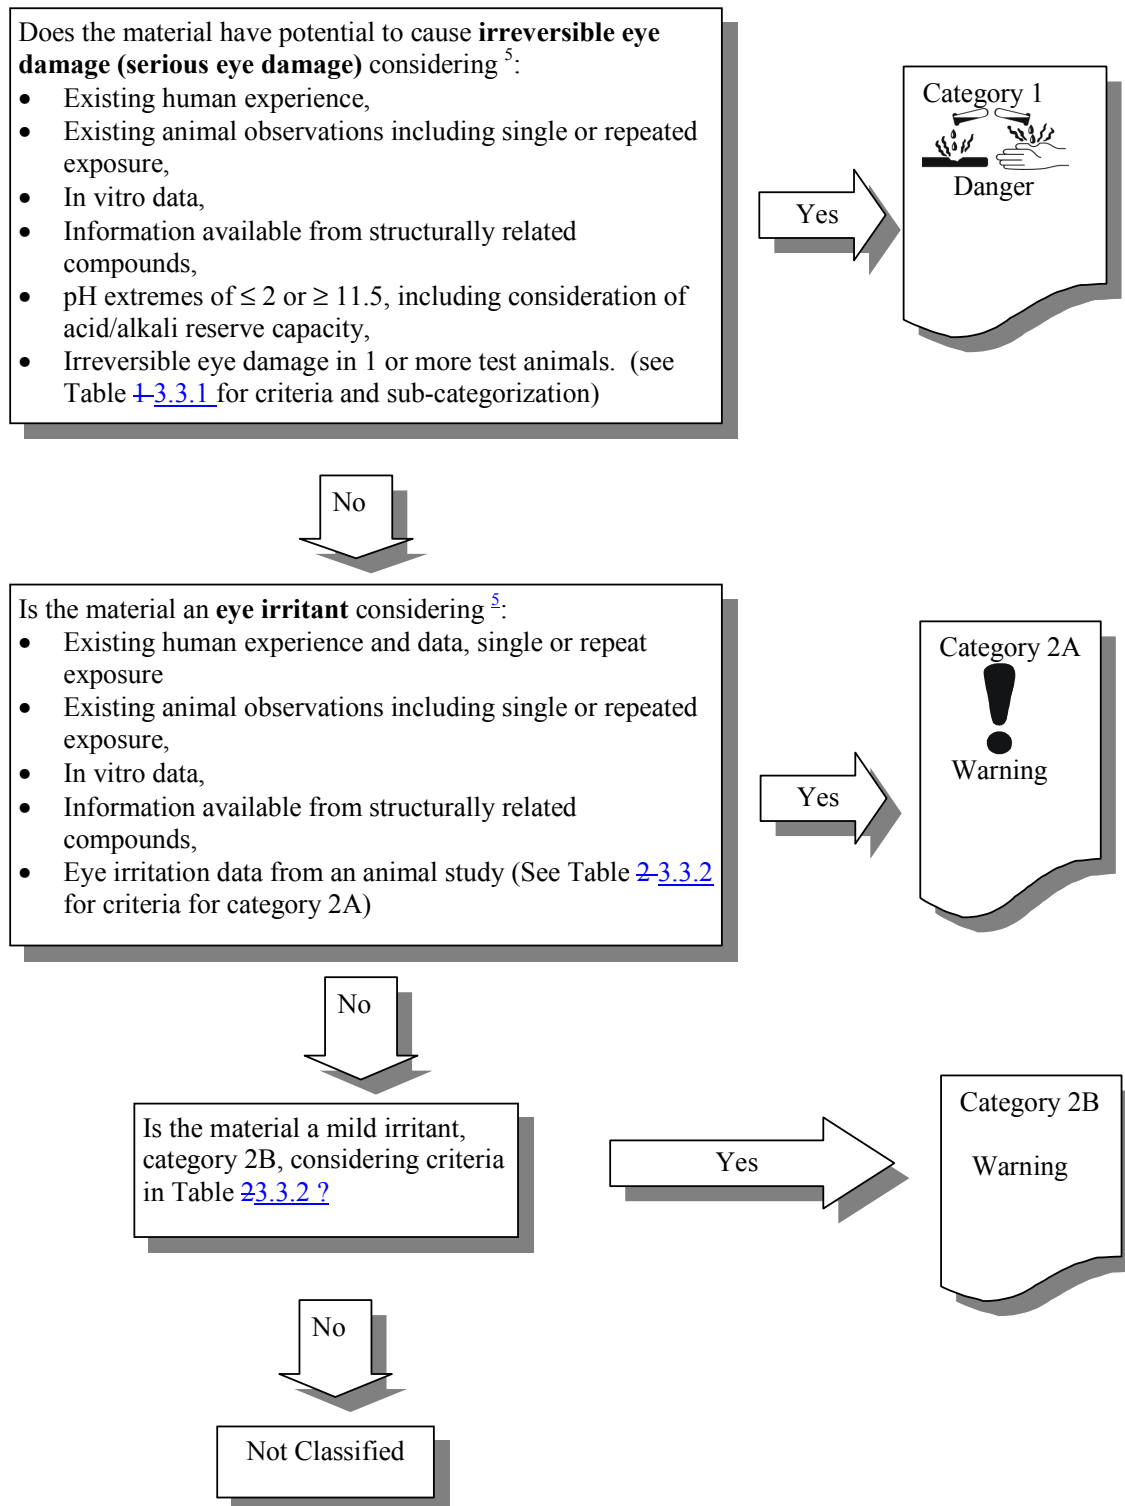 Does the material have potential to cause irreversible eye
damage (serious eye damage) considering 5:
• Existing human experience,
• Existing animal observations including single or repeated
exposure,
• In vitro data,
• Information available from structurally related
compounds,
• pH extremes of ≤ 2 or ≥ 11.5, including consideration of
acid/alkali reserve capacity,
• Irreversible eye damage in 1 or more test animals. (see
Table 1 3.3.1 for criteria and sub-categorization)
Yes
Category 1
Danger
No
Is the material an eye irritant considering 5:
• Existing human experience and data, single or repeat
exposure
• Existing animal observations including single or repeated
exposure,
• In vitro data,
• Information available from structurally related
compounds,
• Eye irritation data from an animal study (See Table 2 3.3.2
for criteria for category 2A)
Yes
Category 2A
Warning
No
Is the material a mild irritant,
category 2B, considering criteria
in Table 23.3.2 ?
Yes
Category 2B
Warning
No
Not Classified